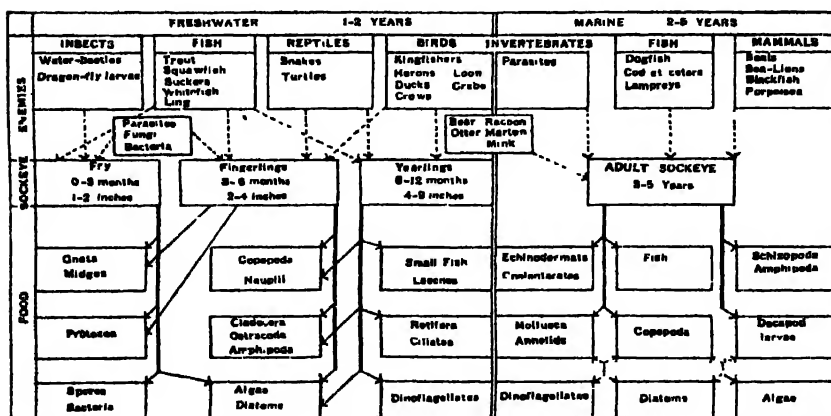 FRESHWATER 1-2 YEARS
MARINE 2-5 YEARS
ENEMIES
INSECTS
Water-Beetles
Dragon-fly larvae
FISH
Trout
Squawfish
Suckers
Whitefish
Ling
REPTILES
Snakes
Turtles
BIRDS
Kingfishers
Herons Loon
Ducks Grebe
Crows
INVERTEBRATES
Parasites
FISH
Dogfish
Cod et cetera
Lampreys
MAMMALS
Seals
Sea-Lions
Blackfish
Porpoises
Parasites
Fungi
Bacteria
Bear Racoon
Otter Marten
Mink
SOCKEYE
Fry
0-3 months
1-2 inches
Fingerlings
3-6 months
2-4 inches
Yearlings
6-12 months
4-9 inches
ADULT SOCKEYE
3-5 Years
FOOD
Gnats
Midges
Copepoda
Nauplii
Small Fish
Leeches
Echinodermats
Coelenterates
Fish
Schizopoda
Amphipoda
Protozoa
Cladocera
Ostracoda
Amphipoda
Rotifera
Ciliates
Mollusca
Annelids
Copepoda
Decapod
larvae
Spores
Bacteria
Algae
Diatoms
Dinoflagellates
Dinoflagellates
Diatoms
Algae